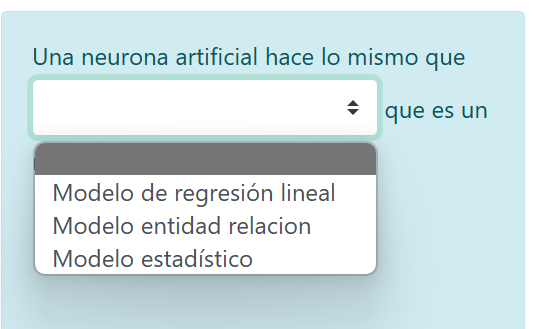 Una neurona artificial hace lo mismo que
que es un
Modelo de regresión lineal
Modelo entidad relacion
Modelo estadístico